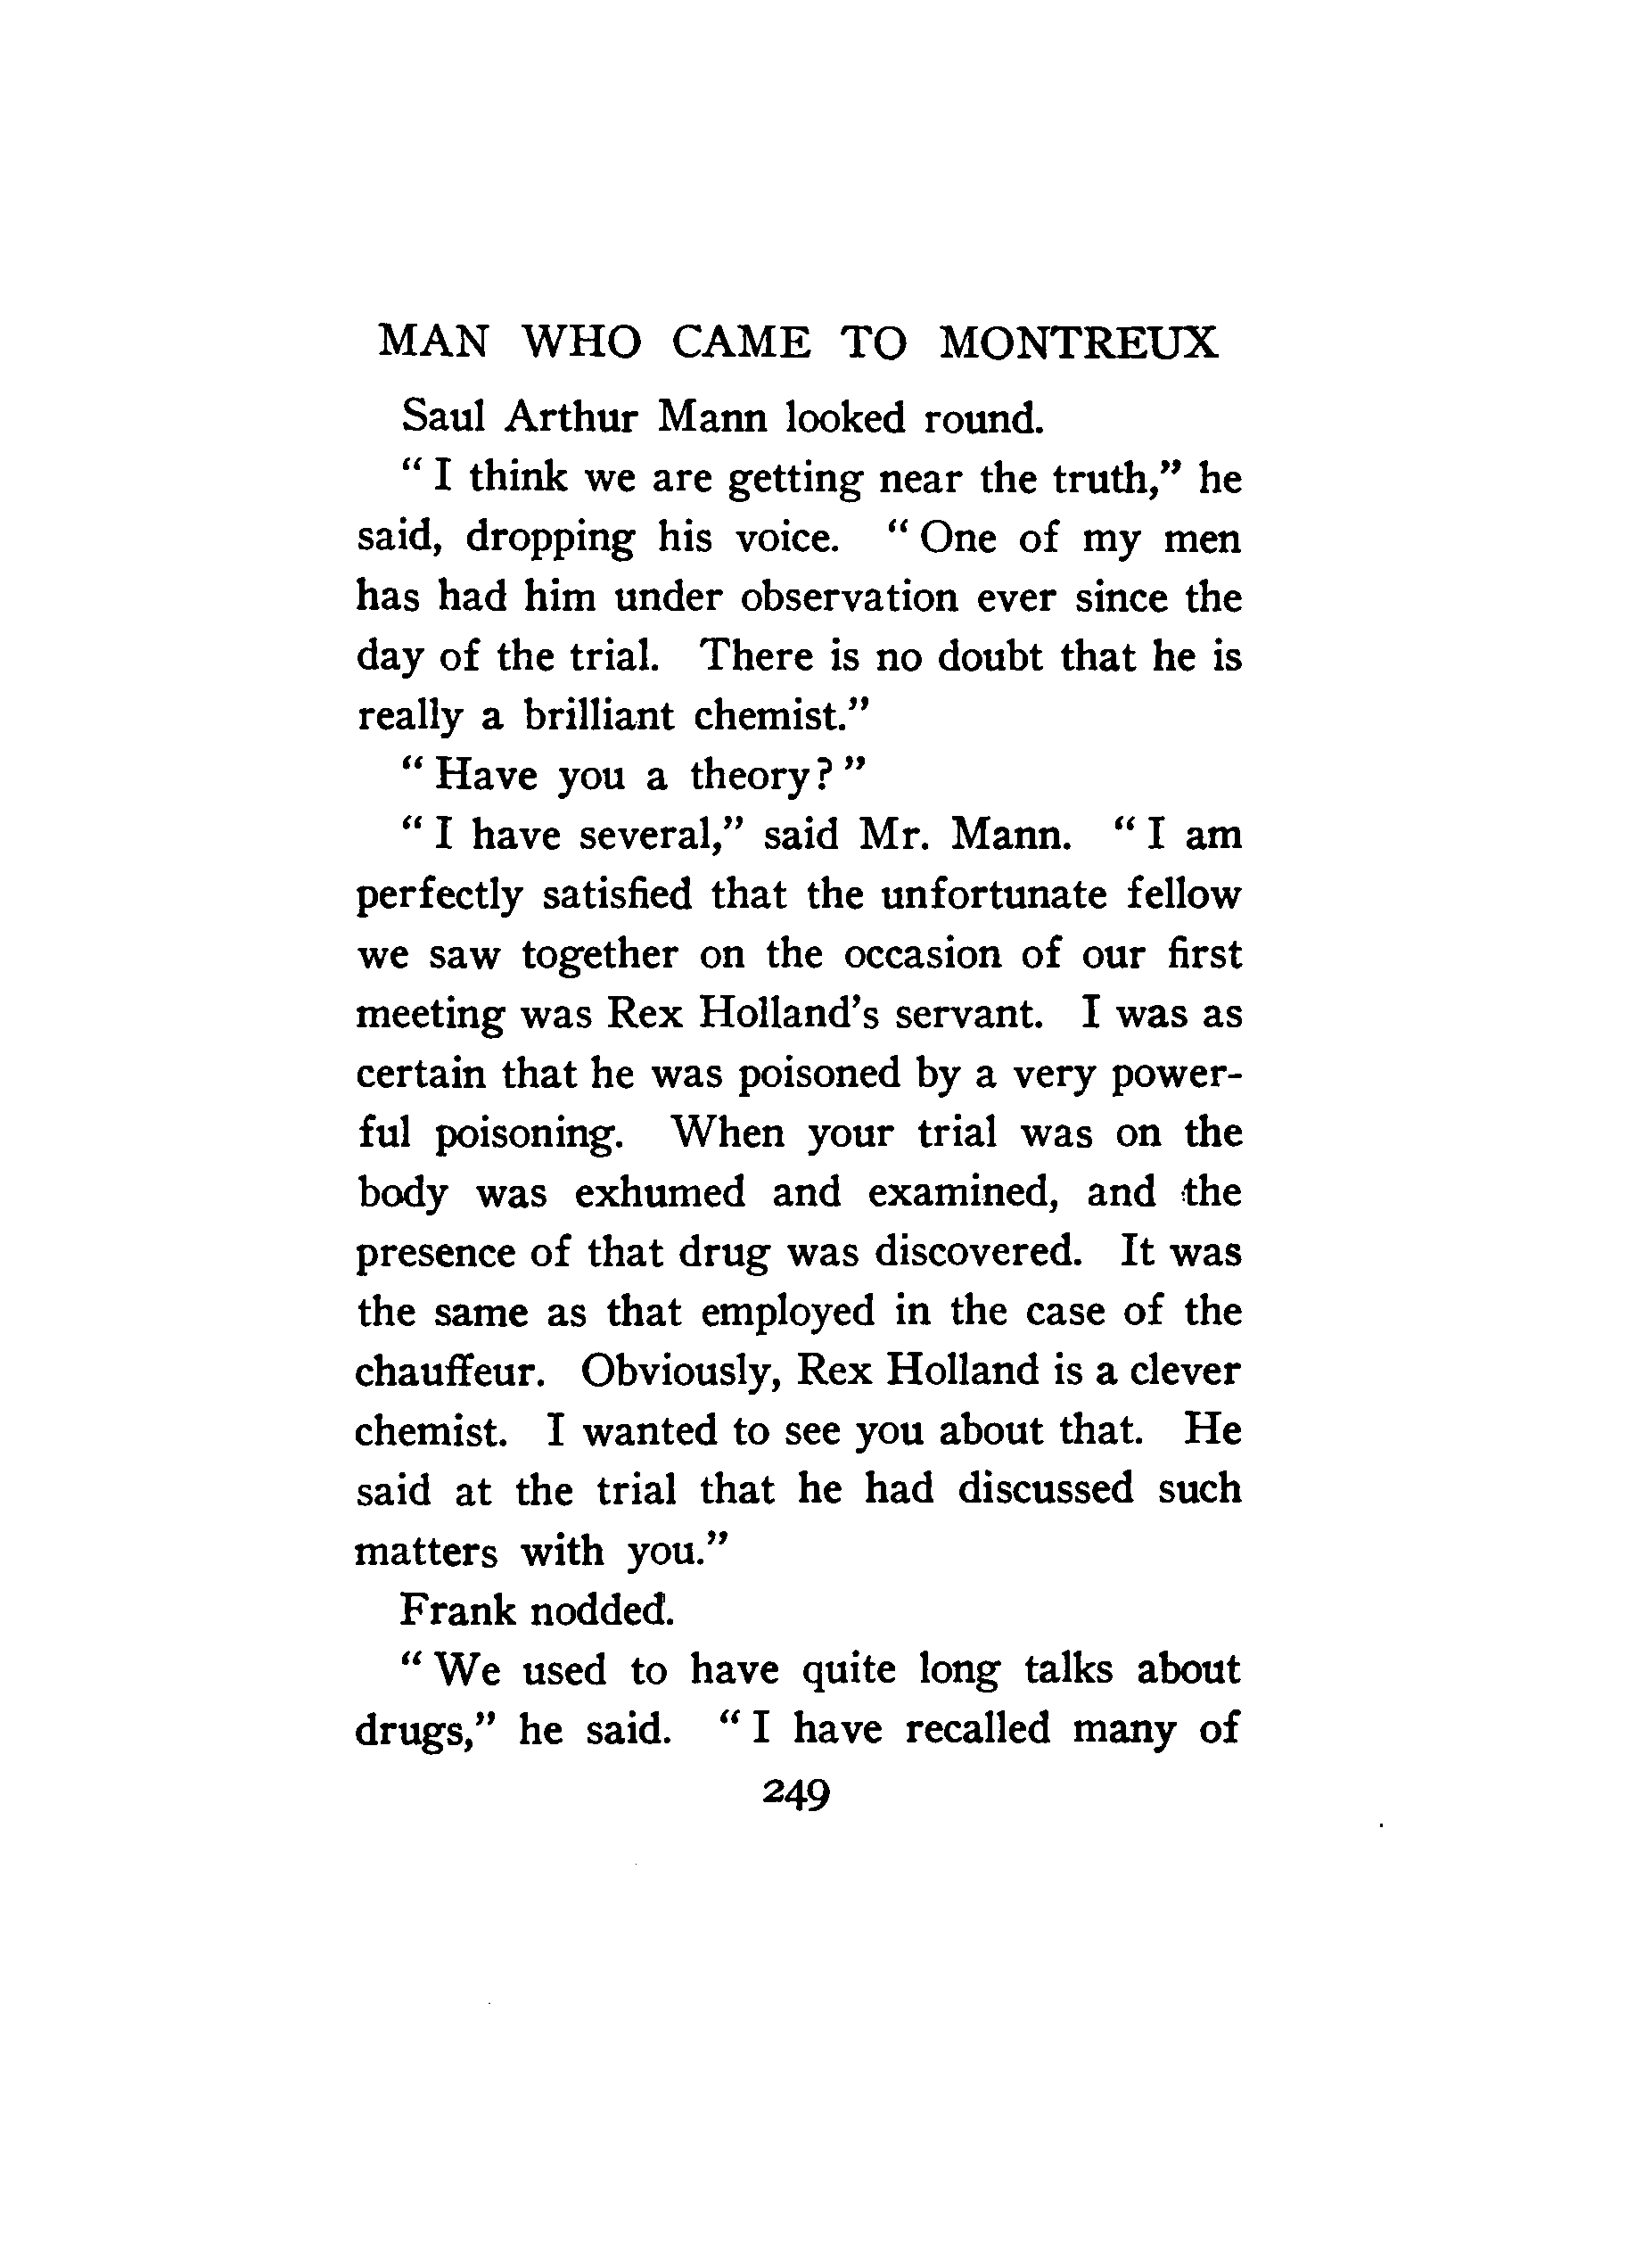 MAN WHO CAME TO MONTREUX
Saul Arthur Mann looked round.
“ I think we are getting near the truth,” he
said, dropping his voice. “ One of my men
has had him under observation ever since the
day of the trial. There is no doubt that he is
really a brilliant chemist.”
“ Have you a theory? ”
“ I have several,” said Mr. Mann. “ I am
perfectly satisfied that the unfortunate fellow
we saw together on the occasion of our first
meeting was Rex Holland’s servant. I was as
certain that he was poisoned by a very power-
ful poisoning. When your trial was on the
body was exhumed and examined, and the
presence of that drug was discovered. It was
the same as that employed in the case of the
chauffeur. Obviously, Rex Holland is a clever
chemist. I wanted to see you about that. He
said at the trial that he had discussed such
matters with you.”
Frank nodded.
“ We used to have quite long talks about
drugs,” he said. “ I have recalled many of
249